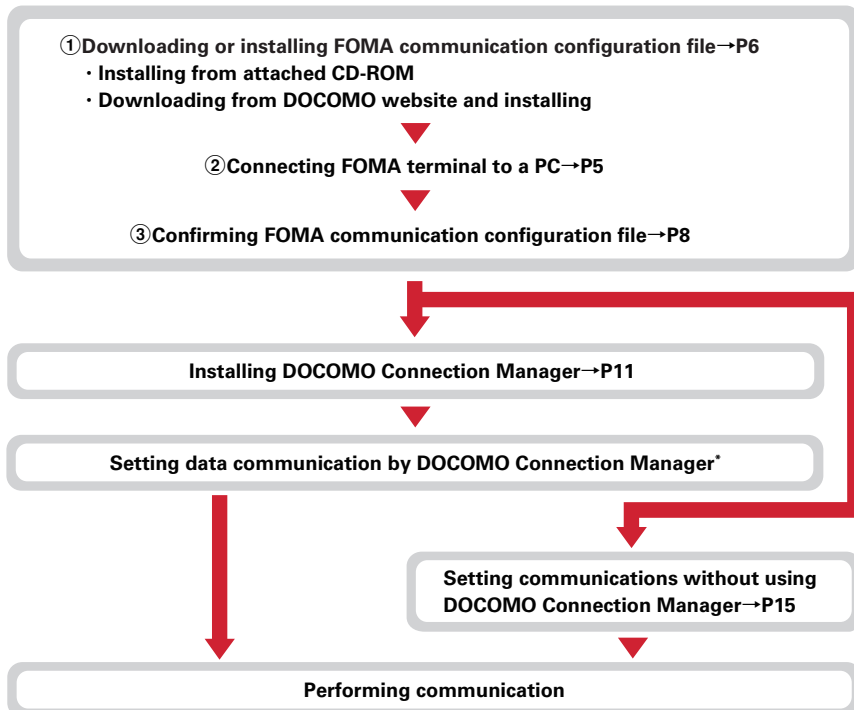 ①Downloading or installing FOMA communication configuration file→P6
・Installing from attached CD-ROM
・Downloading from DOCOMO website and installing
②Connecting FOMA terminal to a PC→P5
③Confirming FOMA communication configuration file→P8
Installing DOCOMO Connection Manager→P11
Setting data communication by DOCOMO Connection Manager*
Setting communications without using
DOCOMO Connection Manager→P15
Performing communication